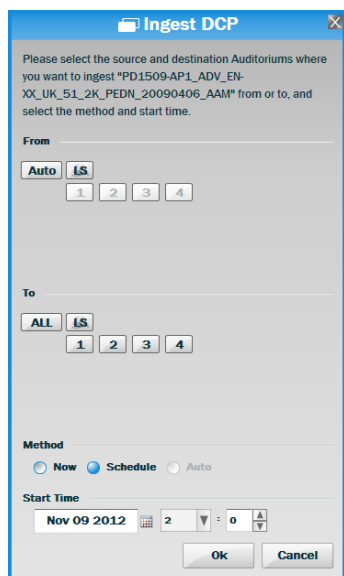 Ingest DCP
Please select the source and destination Auditoriums where
you want to ingest "PD1509-AP1_ADV_EN-
XX_UK_51_2K_PEDN_20090406_AAM" from or to, and
select the method and start time.
From
Auto LS
1 2 3 4
To
ALL LS
1 2 3 4
Method
Now Schedule Auto
Start Time
Nov 09 2012 2 : 0
Ok Cancel